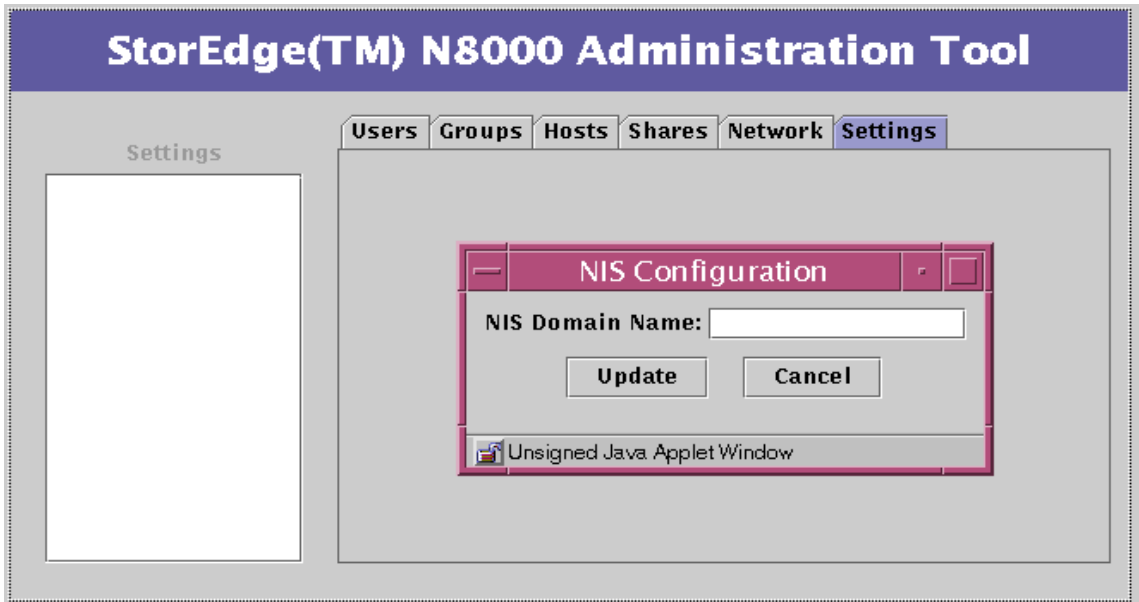 StorEdge(TM) N8000 Administration Tool
Users Groups Hosts Shares Network Settings
Settings
NIS Configuration
NIS Domain Name:
Update Cancel
Unsigned Java Applet Window